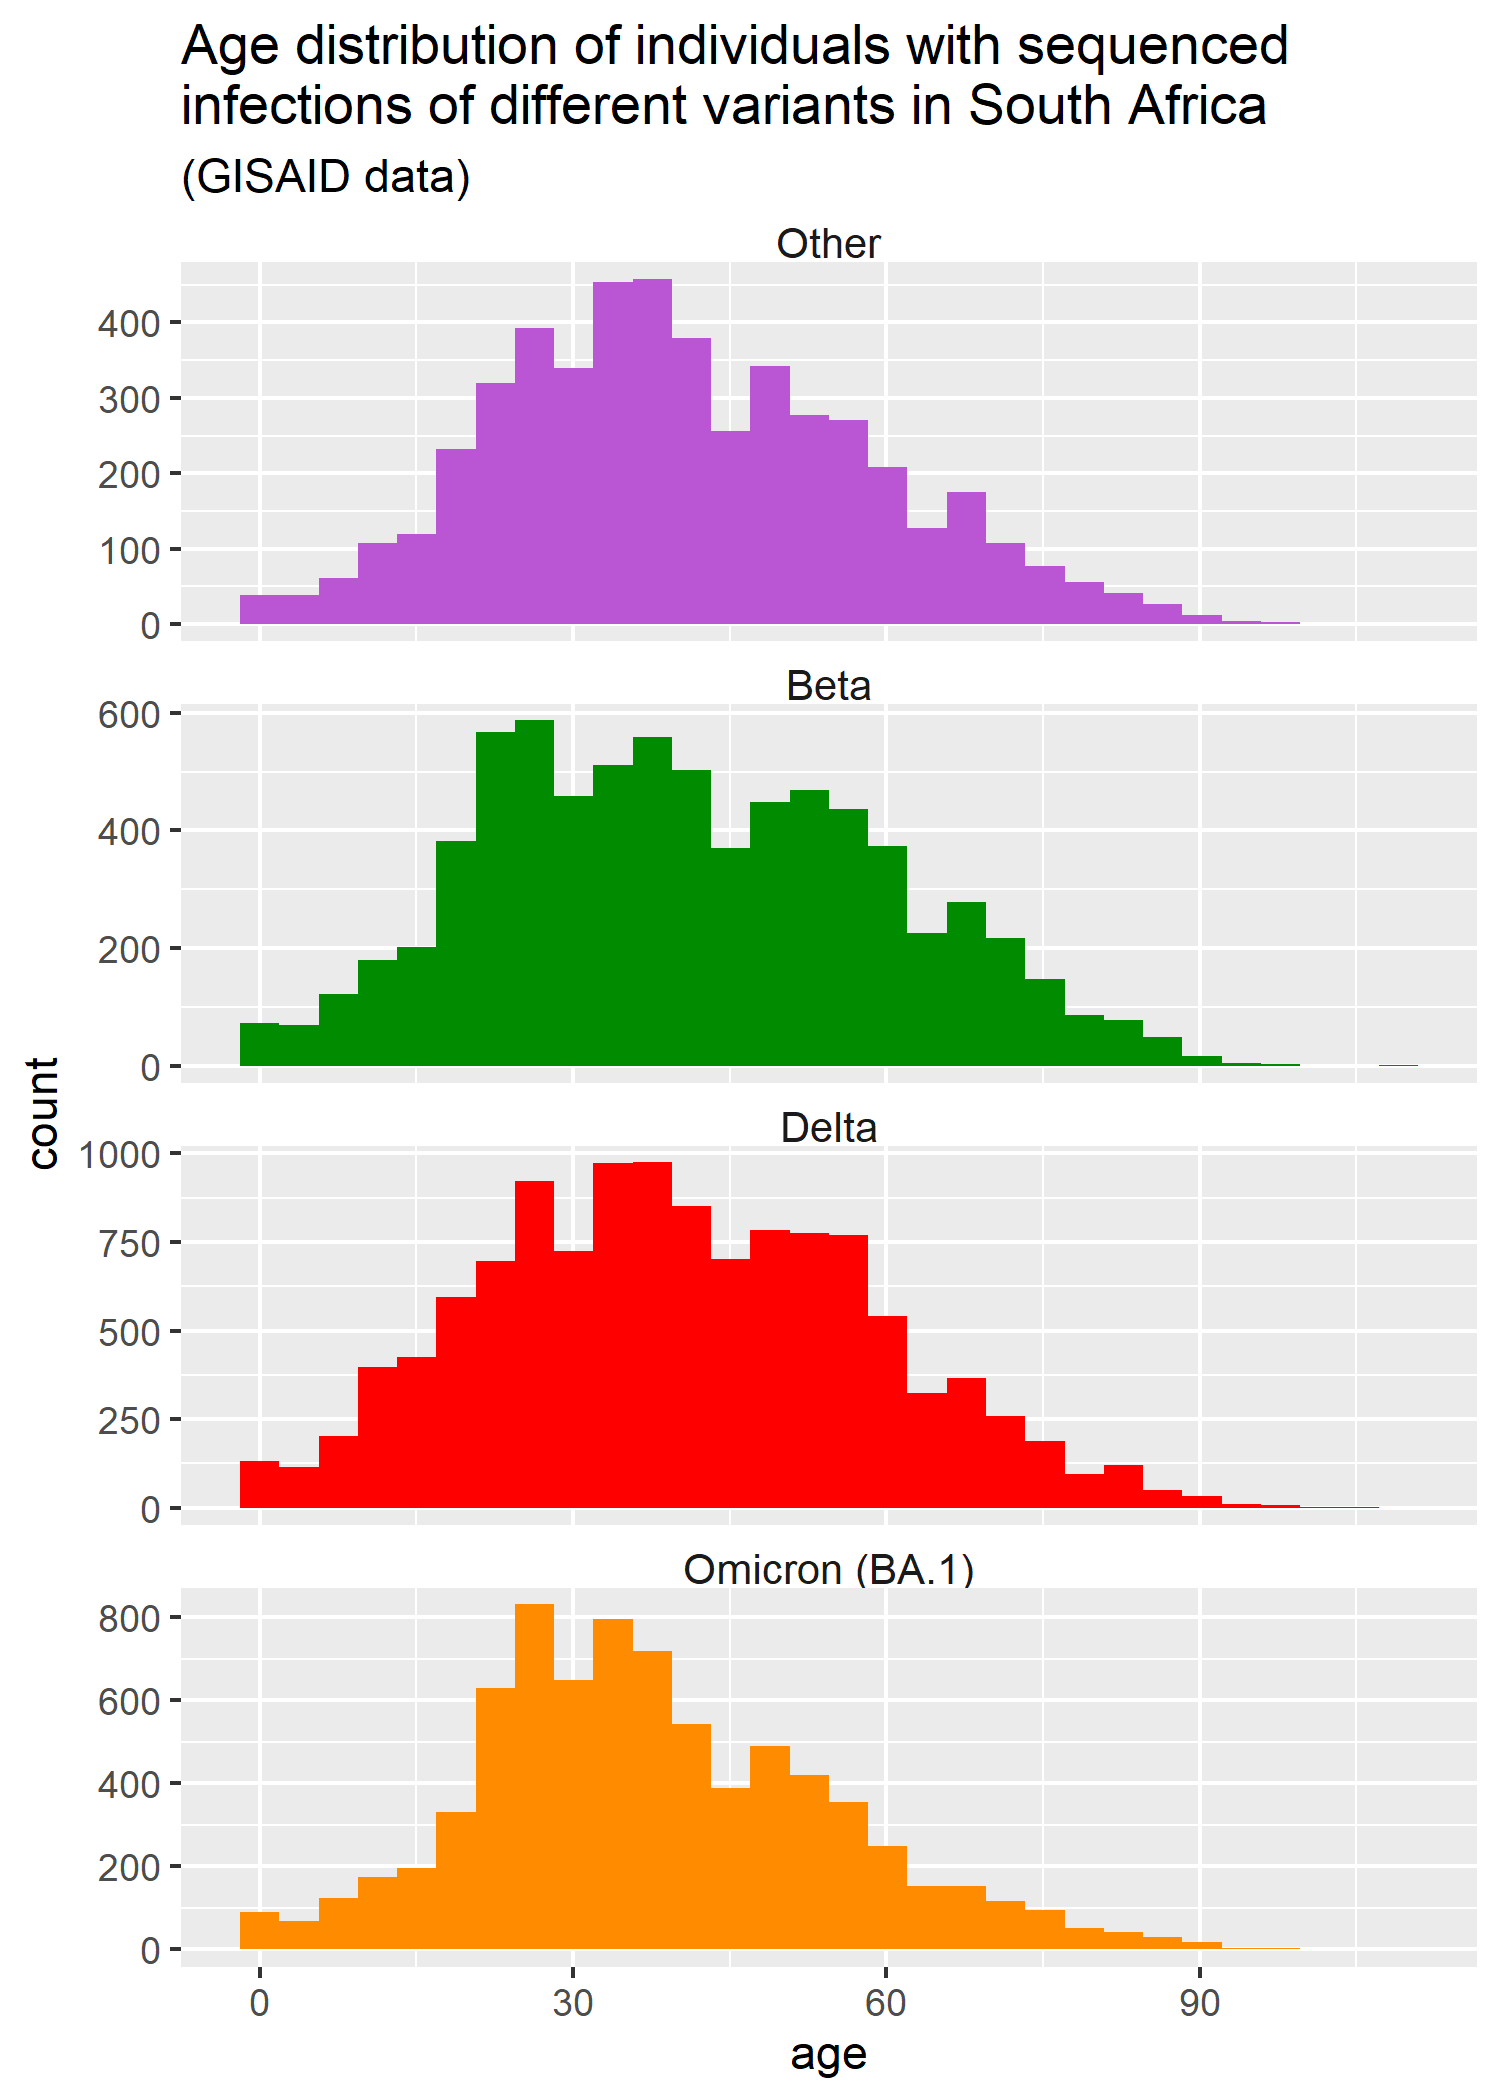 Age distribution of individuals with sequenced
infections of different variants in South Africa
(GISAID data)
Other
400
300
200
100
0
Beta
600
400
200
0
count
Delta
1000
750
500
250
0
Omicron (BA.1)
800
600
400
200
0
0 30 60 90
age